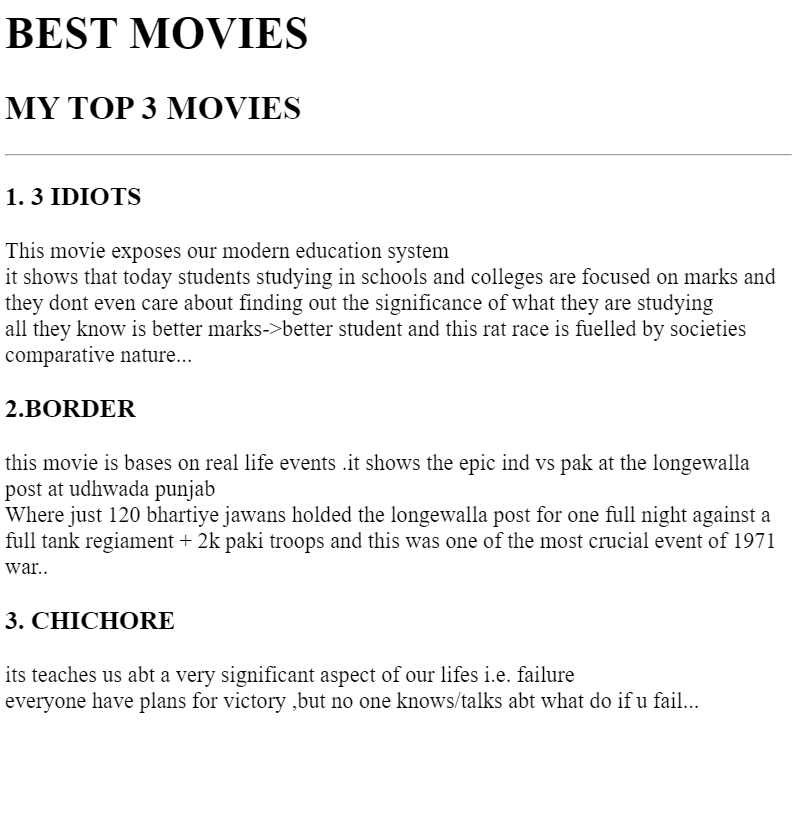 BEST MOVIES
MY TOP 3 MOVIES
1. 3 IDIOTS
This movie exposes our modern education system
it shows that today students studying in schools and colleges are focused on marks and
they dont even care about finding out the significance of what they are studying
all they know is better marks->better student and this rat race is fuelled by societies
comparative nature...
2.BORDER
this movie is bases on real life events .it shows the epic ind vs pak at the longewalla
post at udhwada punjab
Where just 120 bhartiye jawans holded the longewalla post for one full night against a
full tank regiament + 2k paki troops and this was one of the most crucial event of 1971
war..
3. CHICHORE
its teaches us abt a very significant aspect of our lifes i.e. failure
everyone have plans for victory ,but no one knows/talks abt what do if u fail...